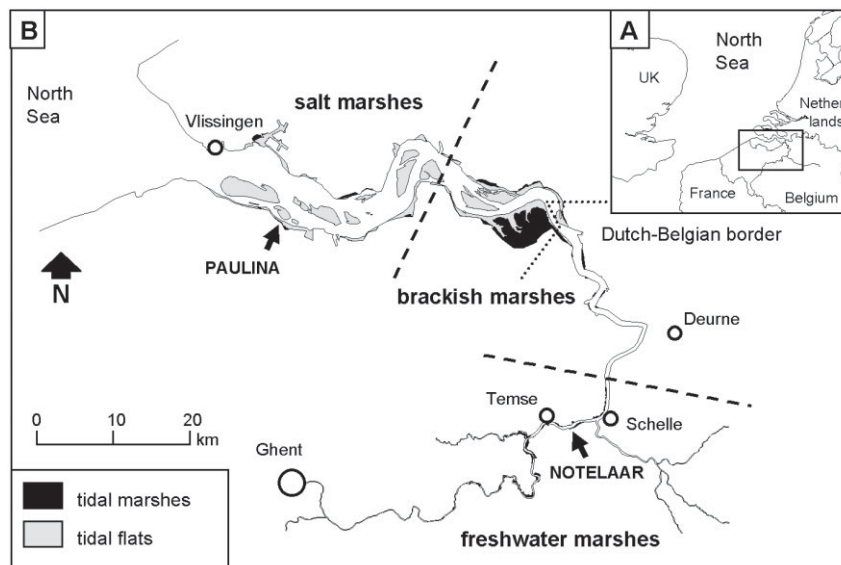 B
North
Sea
Vlissingen
salt marshes
PAULINA
N
brackish marshes
Dutch-Belgian border
Deurne
0 10 20
km
Temse
Schelle
Ghent
NOTELAAR
freshwater marshes
tidal marshes
tidal flats
A
North
Sea
UK
Nether
lands
France
Belgium